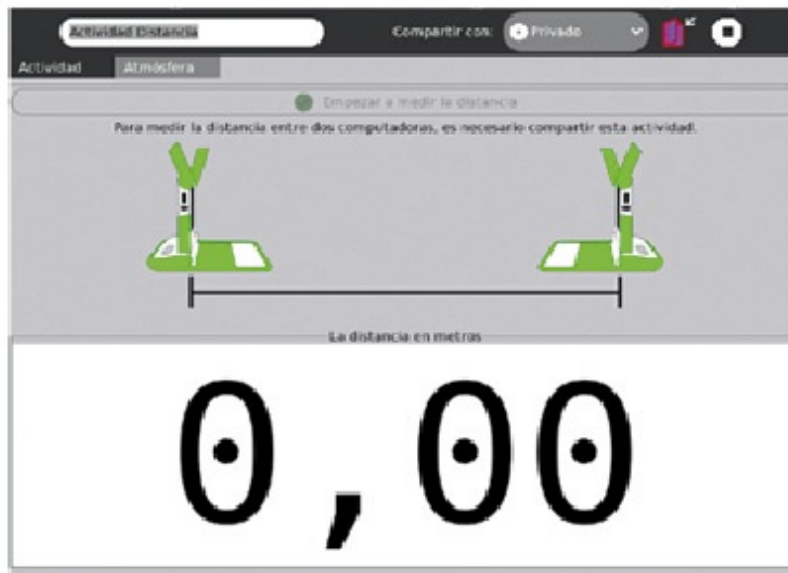 Actividad Distancia
Compartir con: Privado
Actividad Atmósfera
Empezar a medir la distancia
Para medir la distancia entre dos computadoras, es necesario compartir esta actividad.
La distancia en metros
0,00